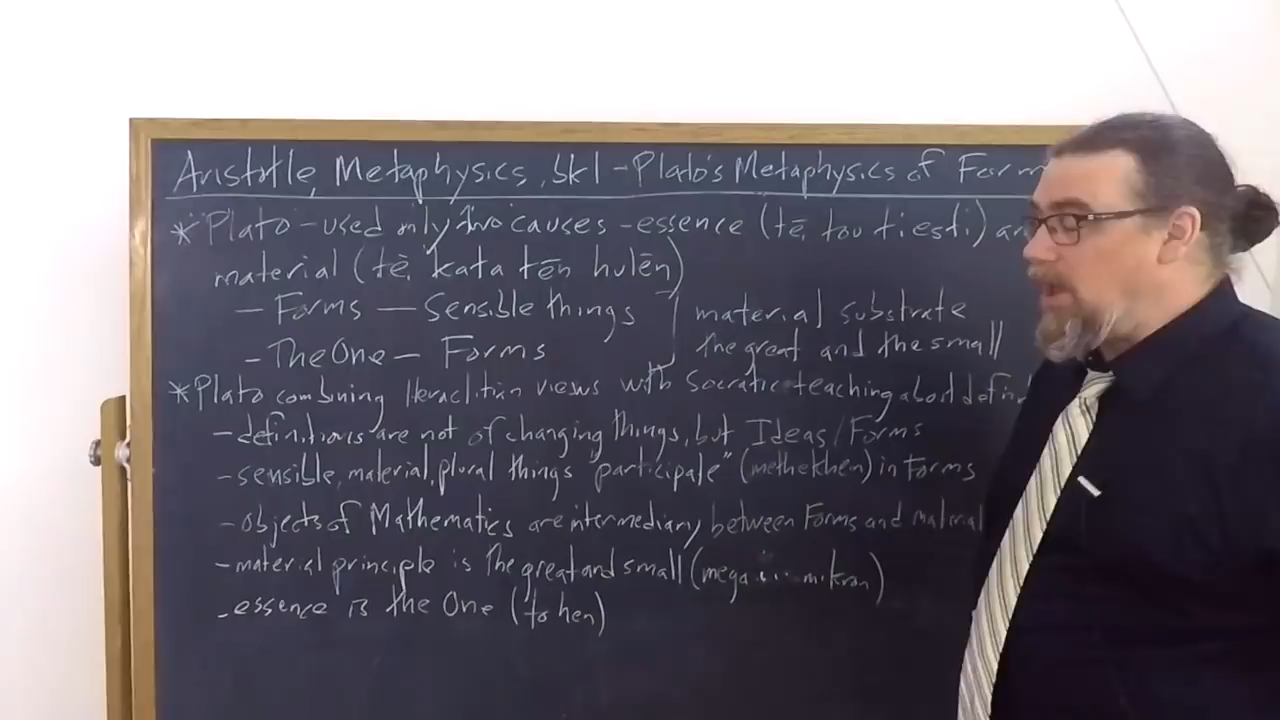 Aristotle, Metaphysics, bk1 - Plato's Metaphysics of Form
* Plato - used only two causes - essence (tē. tou ti esti) an
material (tē. kata tēn hulēn)
- Forms — Sensible things
material substrate
- The One — Forms
the great and the small
* Plato combining Heraclitian views with Socratic teaching about defin
- definitions are not of changing things, but Ideas/Forms
- sensible, material, plural things "participate" (methekhen) in Forms
- objects of Mathematics are intermediary between Forms and material
- material principle is the great and small (mega mikron)
- essence is the One (to hen)